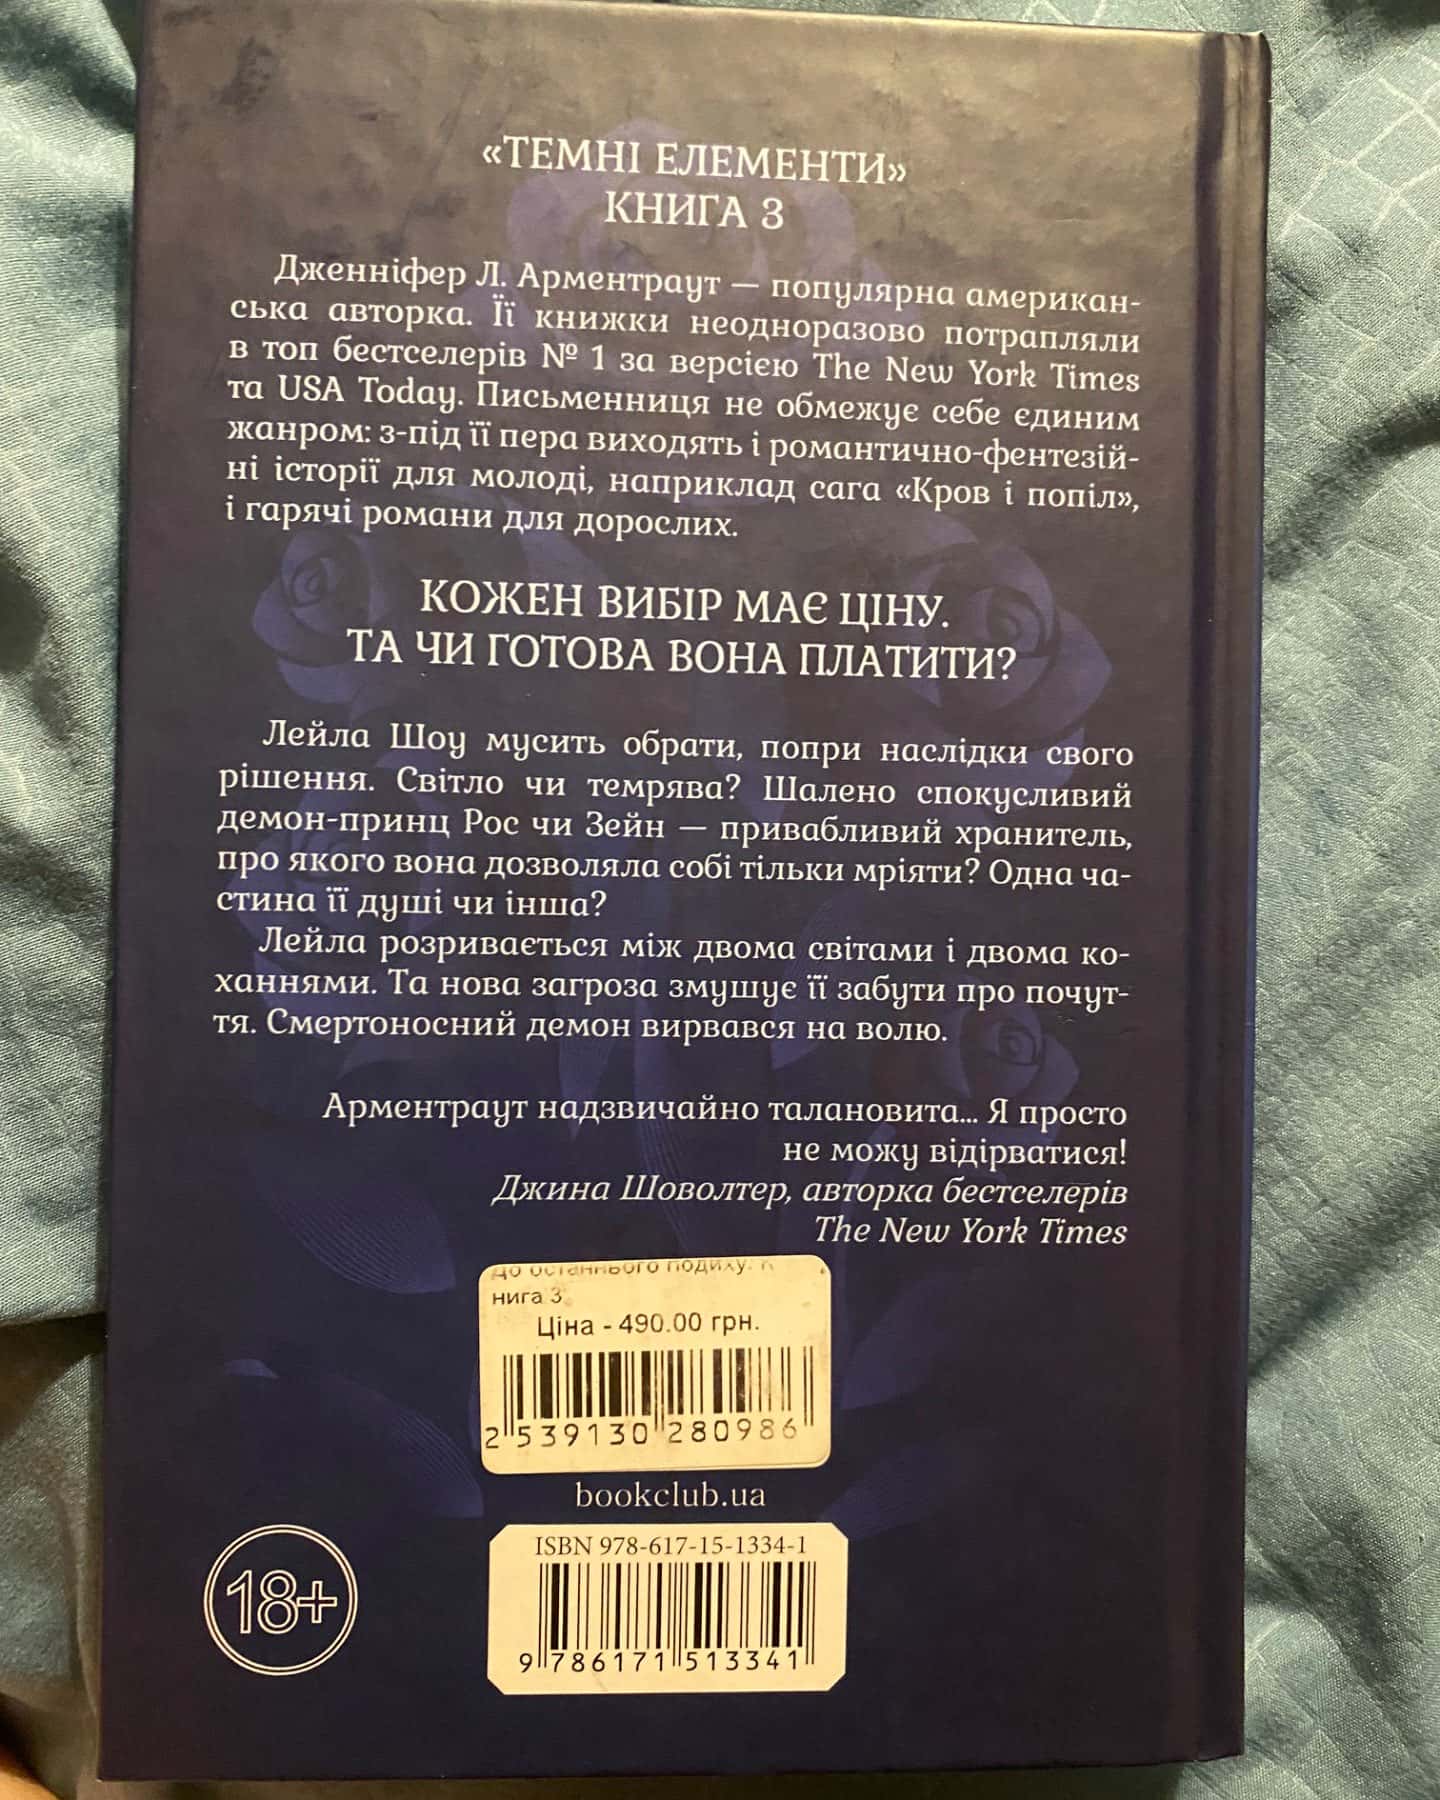 «ТЕМНІ ЕЛЕМЕНТИ»
КНИГА 3
Дженніфер Л. Арментраут — популярна американ-
ська авторка. Її книжки неодноразово потрапляли
в топ бестселерів № 1 за версією The New York Times
та USA Today. Письменниця не обмежує себе єдиним
жанром: з-під її пера виходять і романтично-фентезій-
ні історії для молоді, наприклад сага «Кров і попіл»,
і гарячі романи для дорослих.
КОЖЕН ВИБІР МАЄ ЦІНУ.
ТА ЧИ ГОТОВА ВОНА ПЛАТИТИ?
Лейла Шоу мусить обрати, попри наслідки свого
рішення. Світло чи темрява? Шалено спокусливий
демон-принц Рос чи Зейн — привабливий хранитель,
про якого вона дозволяла собі тільки мріяти? Одна ча-
стина її душі чи інша?
Лейла розривається між двома світами і двома ко-
ханнями. Та нова загроза змушує її забути про почут-
тя. Смертоносний демон вирвався на волю.
Арментраут надзвичайно талановита... Я просто
не можу відірватися!
Джина Шоволтер, авторка бестселерів
The New York Times
До останнього подиху. К
нига 3
Ціна - 490.00 грн.
2 539130 280986
bookclub.ua
ISBN 978-617-15-1334-1
9 786171 513341
18+